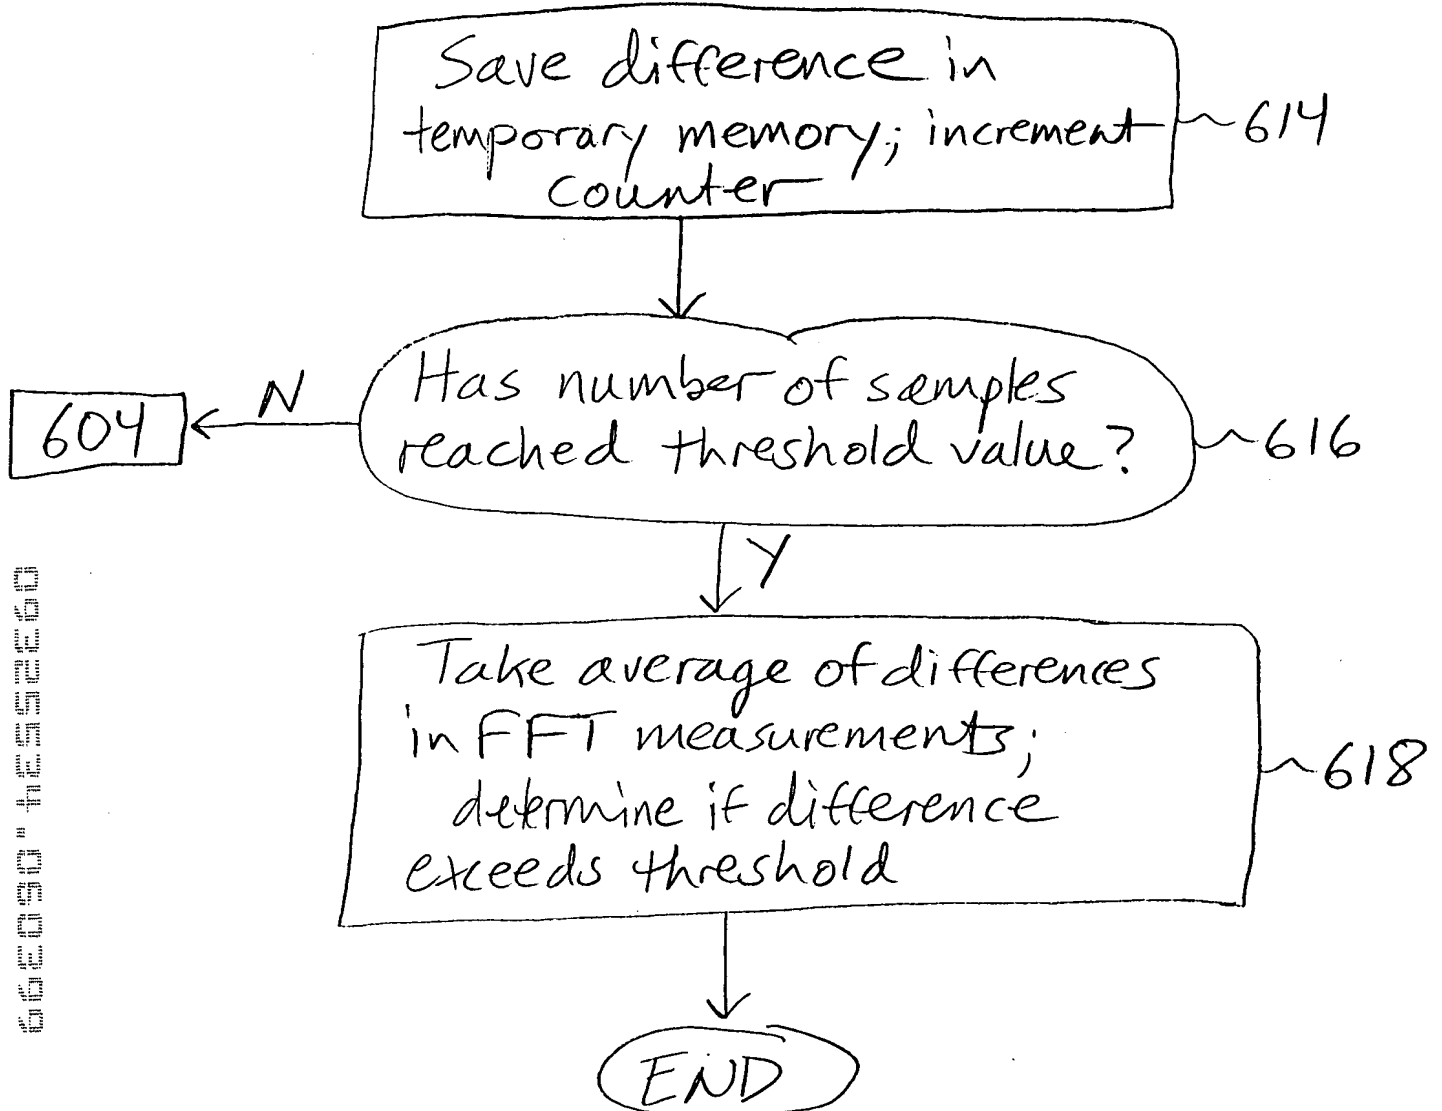 Save difference in
temporary memory; increment
counter
614
Has number of samples
reached threshold value?
616
N
604
Y
Take average of differences
in FFT measurements;
determine if difference
exceeds threshold
618
END